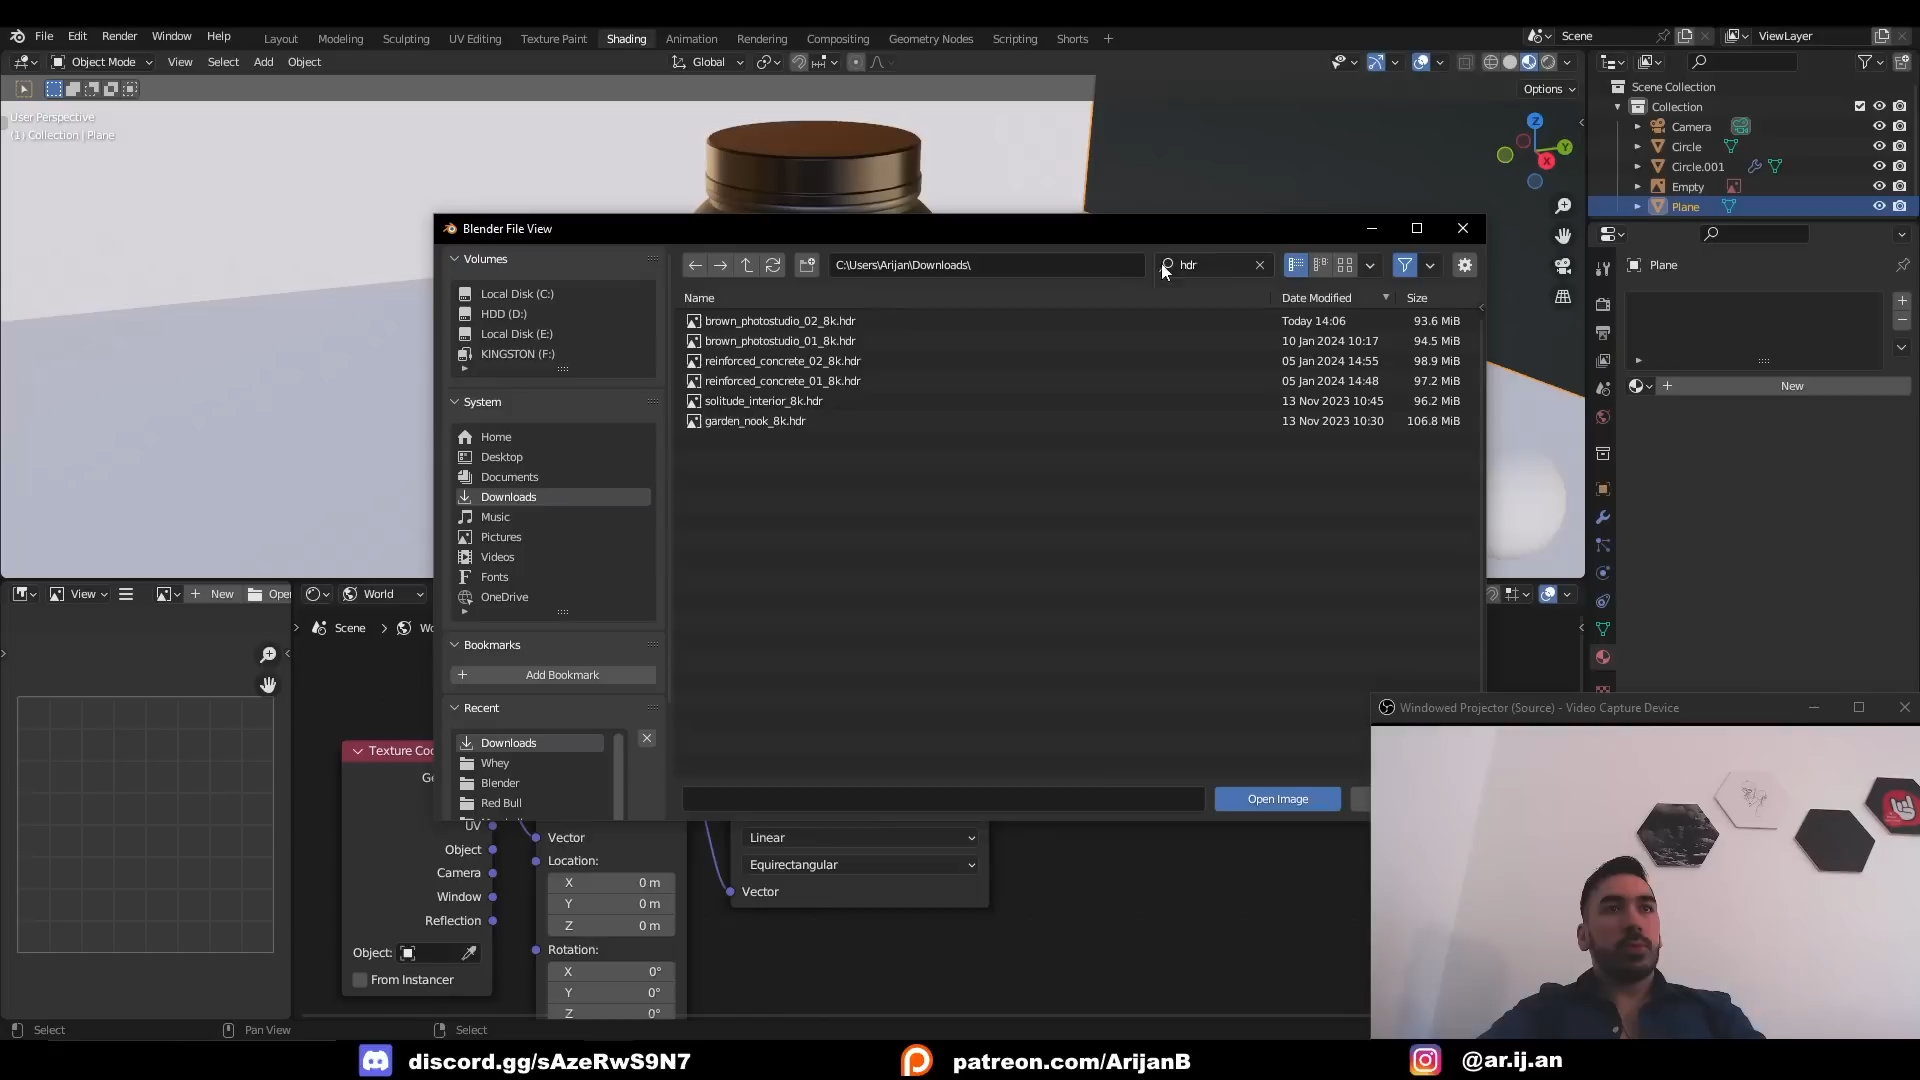 File Edit Render Window Help
Layout Modeling Sculpting UV Editing Texture Paint Shading Animation Rendering Compositing Geometry Nodes Scripting Shorts +
Scene
ViewLayer
Object Mode View Select Add Object
Global
Options
User Perspective
(1) Collection | Plane
Scene Collection
Collection
Camera
Circle
Circle.001
Empty
Plane
Z
Y
X
Plane
New
Blender File View
Volumes
Local Disk (C:)
HDD (D:)
Local Disk (E:)
KINGSTON (F:)
System
Home
Desktop
Documents
Downloads
Music
Pictures
Videos
Fonts
OneDrive
Bookmarks
Add Bookmark
Recent
Downloads
Whey
Blender
Red Bull
C:\Users\Arijan\Downloads\
hdr
Name Date Modified Size
brown_photostudio_02_8k.hdr Today 14:06 93.6 MiB
brown_photostudio_01_8k.hdr 10 Jan 2024 10:17 94.5 MiB
reinforced_concrete_02_8k.hdr 05 Jan 2024 14:55 98.9 MiB
reinforced_concrete_01_8k.hdr 05 Jan 2024 14:48 97.2 MiB
solitude_interior_8k.hdr 13 Nov 2023 10:45 96.2 MiB
garden_nook_8k.hdr 13 Nov 2023 10:30 106.8 MiB
Open Image
View
New
Open
World
Scene
Texture Coo
UV
Object
Camera
Window
Reflection
Object:
From Instancer
Vector
Location:
X 0 m
Y 0 m
Z 0 m
Rotation:
X 0°
Y 0°
Z 0°
Linear
Equirectangular
Vector
Windowed Projector (Source) - Video Capture Device
Select
Pan View
Select
discord.gg/sAzeRwS9N7
patreon.com/ArijanB
@ar.ij.an